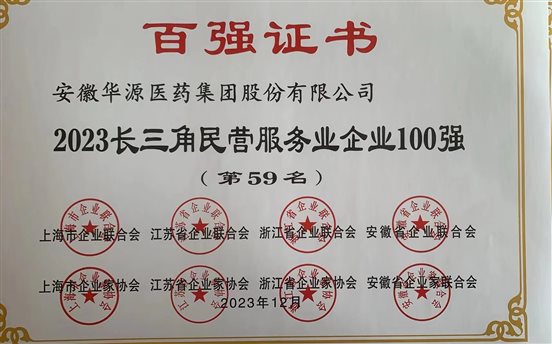 百强证书
安徽华源医药集团股份有限公司
2023长三角民营服务业企业100强
（第59名）
上海市企业联合会 江苏省企业联合会 浙江省企业联合会 安徽省企业联合会
上海市企业家协会 江苏省企业家协会 浙江省企业家协会 安徽省企业家联合会
2023年12月